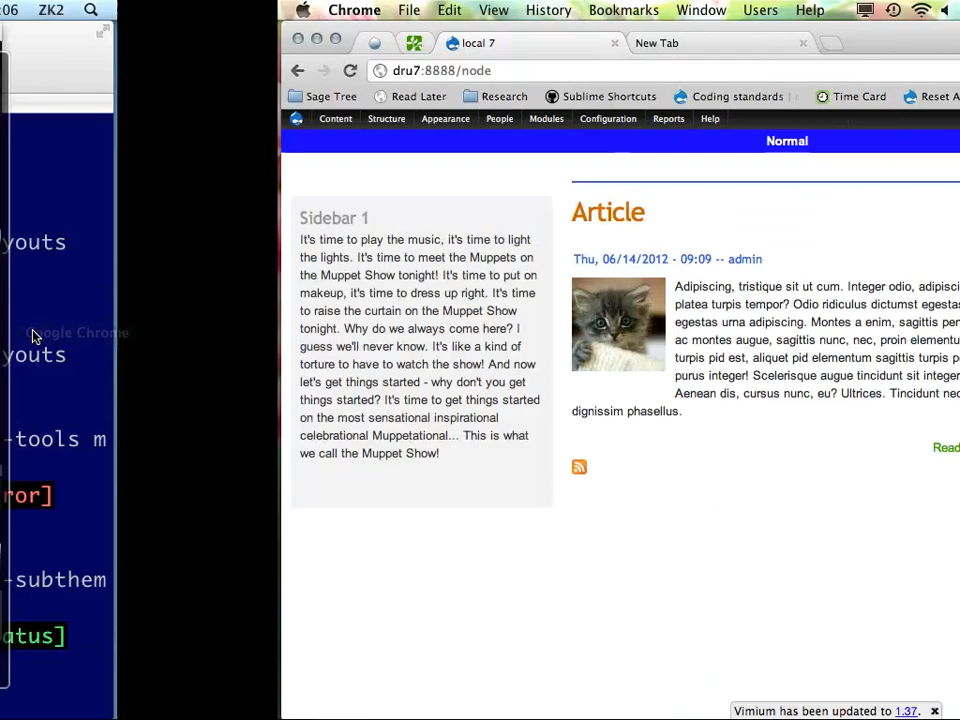 :06 ZK2
youts
Google Chrome
youts
-tools m
ror]
-subthem
atus]
Chrome File Edit View History Bookmarks Window Users Help
local 7 New Tab
dru7:8888/node
Sage Tree Read Later Research Sublime Shortcuts Coding standards Time Card Reset A
Content Structure Appearance People Modules Configuration Reports Help
Normal
Sidebar 1
It's time to play the music, it's time to light
the lights. It's time to meet the Muppets on
the Muppet Show tonight! It's time to put on
makeup, it's time to dress up right. It's time
to raise the curtain on the Muppet Show
tonight. Why do we always come here? I
guess we'll never know. It's like a kind of
torture to have to watch the show! And now
let's get things started - why don't you get
things started? It's time to get things started
on the most sensational inspirational
celebrational Muppetational... This is what
we call the Muppet Show!
Article
Thu, 06/14/2012 - 09:09 -- admin
Adipiscing, tristique sit ut cum. Integer odio, adipisci
platea turpis tempor? Odio ridiculus dictumst egestas
egestas urna adipiscing. Montes a enim, sagittis per
ac montes augue, sagittis nunc, nec, proin elementu
turpis pid est, aliquet pid elementum sagittis turpis p
purus integer! Scelerisque augue tincidunt sit integer
Aenean dis, cursus nunc, eu? Ultrices. Tincidunt nec
dignissim phasellus.
Read
Vimium has been updated to 1.37.